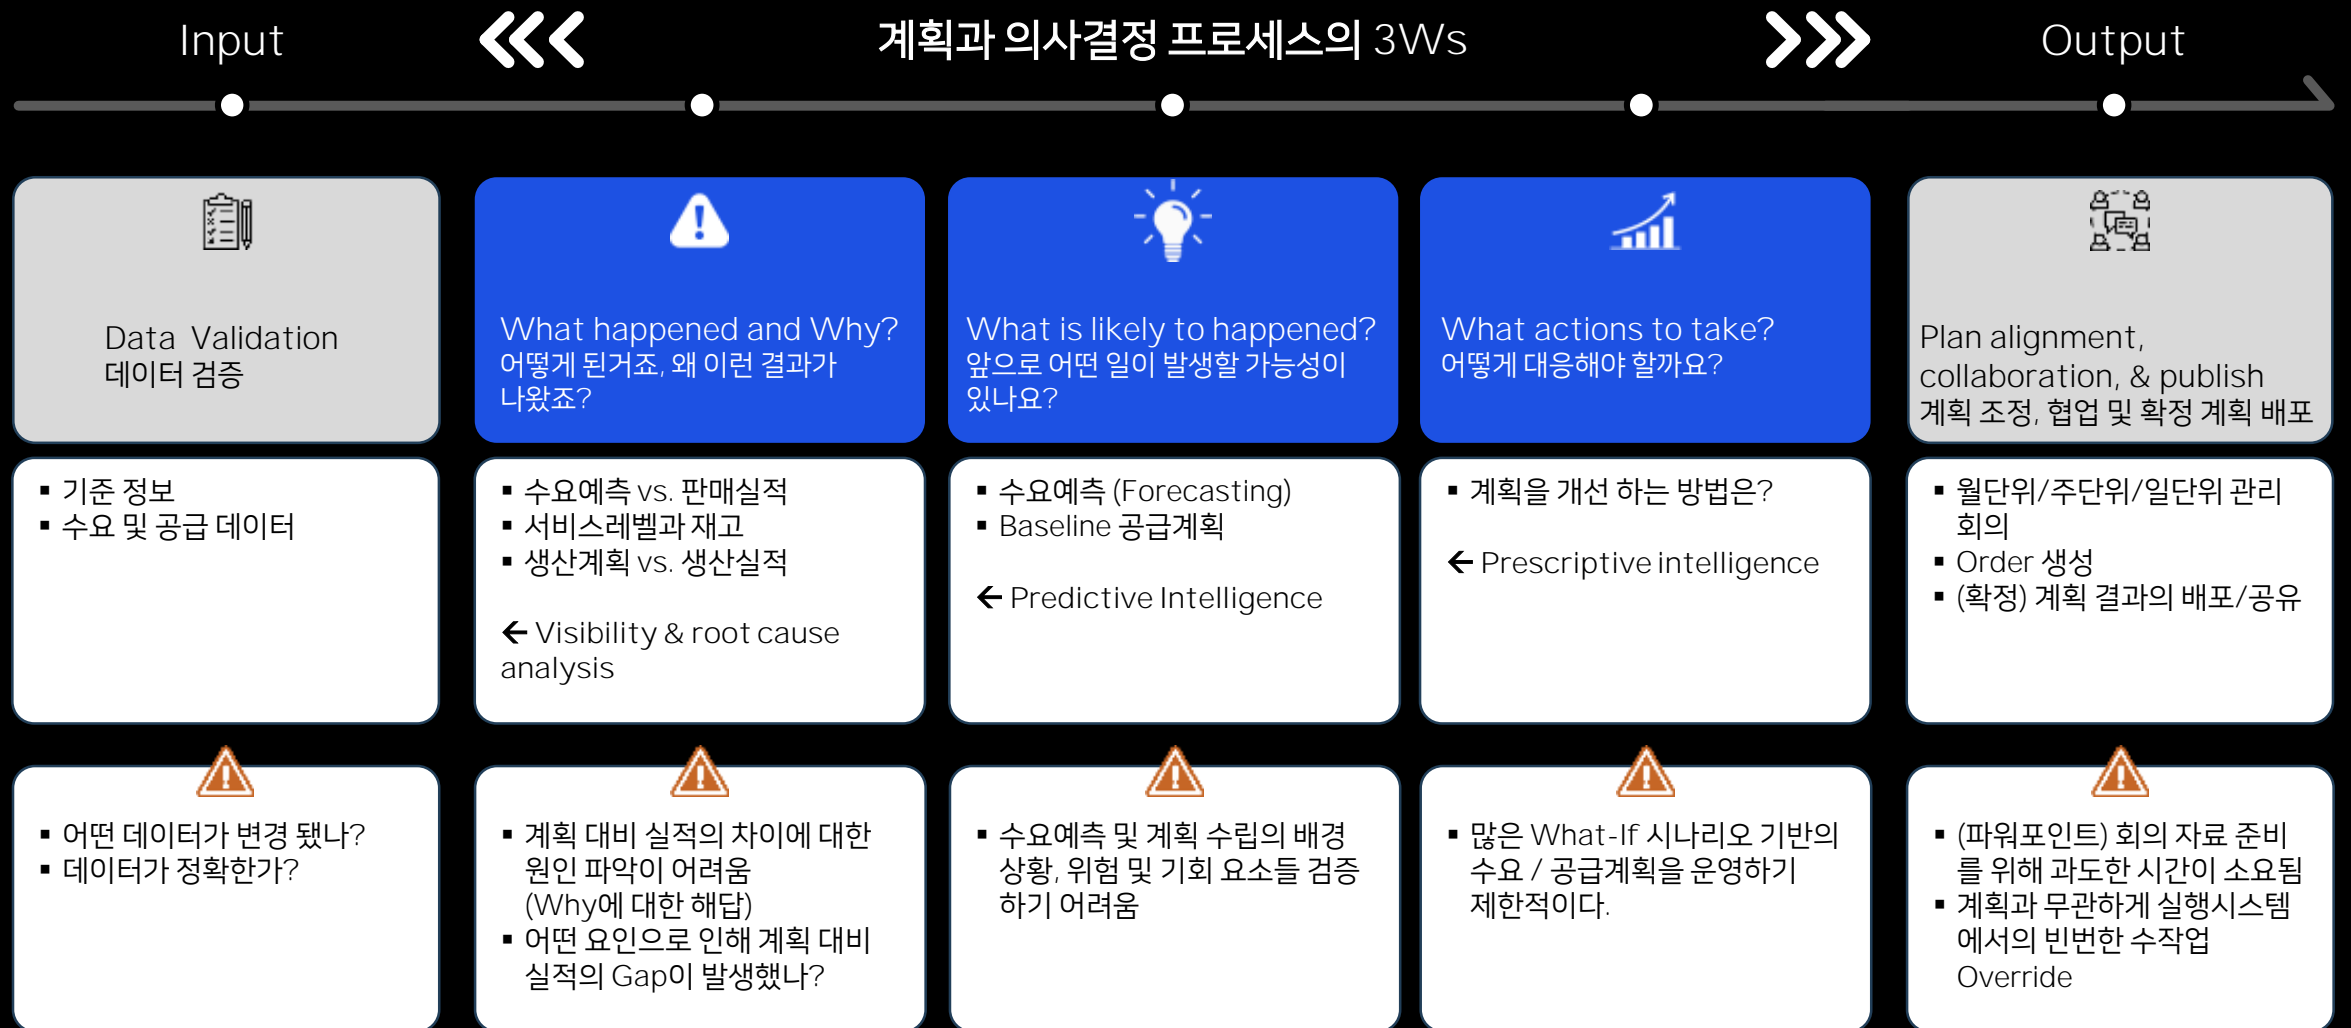 Input
계획과 의사결정 프로세스의 3Ws
Output
Data Validation
데이터 검증
What happened and Why?
어떻게 된거죠, 왜 이런 결과가
나왔죠?
What is likely to happened?
앞으로 어떤 일이 발생할 가능성이
있나요?
What actions to take?
어떻게 대응해야 할까요?
Plan alignment,
collaboration, & publish
계획 조정, 협업 및 확정 계획 배포
▪ 기준 정보
▪ 수요 및 공급 데이터
▪ 수요예측 vs. 판매실적
▪ 서비스레벨과 재고
▪ 생산계획 vs. 생산실적
← Visibility & root cause
analysis
▪ 수요예측 (Forecasting)
▪ Baseline 공급계획
← Predictive Intelligence
▪ 계획을 개선 하는 방법은?
← Prescriptive intelligence
▪ 월단위/주단위/일단위 관리
회의
▪ Order 생성
▪ (확정) 계획 결과의 배포/공유
▪ 어떤 데이터가 변경 됐나?
▪ 데이터가 정확한가?
▪ 계획 대비 실적의 차이에 대한
원인 파악이 어려움
(Why에 대한 해답)
▪ 어떤 요인으로 인해 계획 대비
실적의 Gap이 발생했나?
▪ 수요예측 및 계획 수립의 배경
상황, 위험 및 기회 요소들 검증
하기 어려움
▪ 많은 What-If 시나리오 기반의
수요 / 공급계획을 운영하기
제한적이다.
▪ (파워포인트) 회의 자료 준비
를 위해 과도한 시간이 소요됨
▪ 계획과 무관하게 실행시스템
에서의 빈번한 수작업
Override